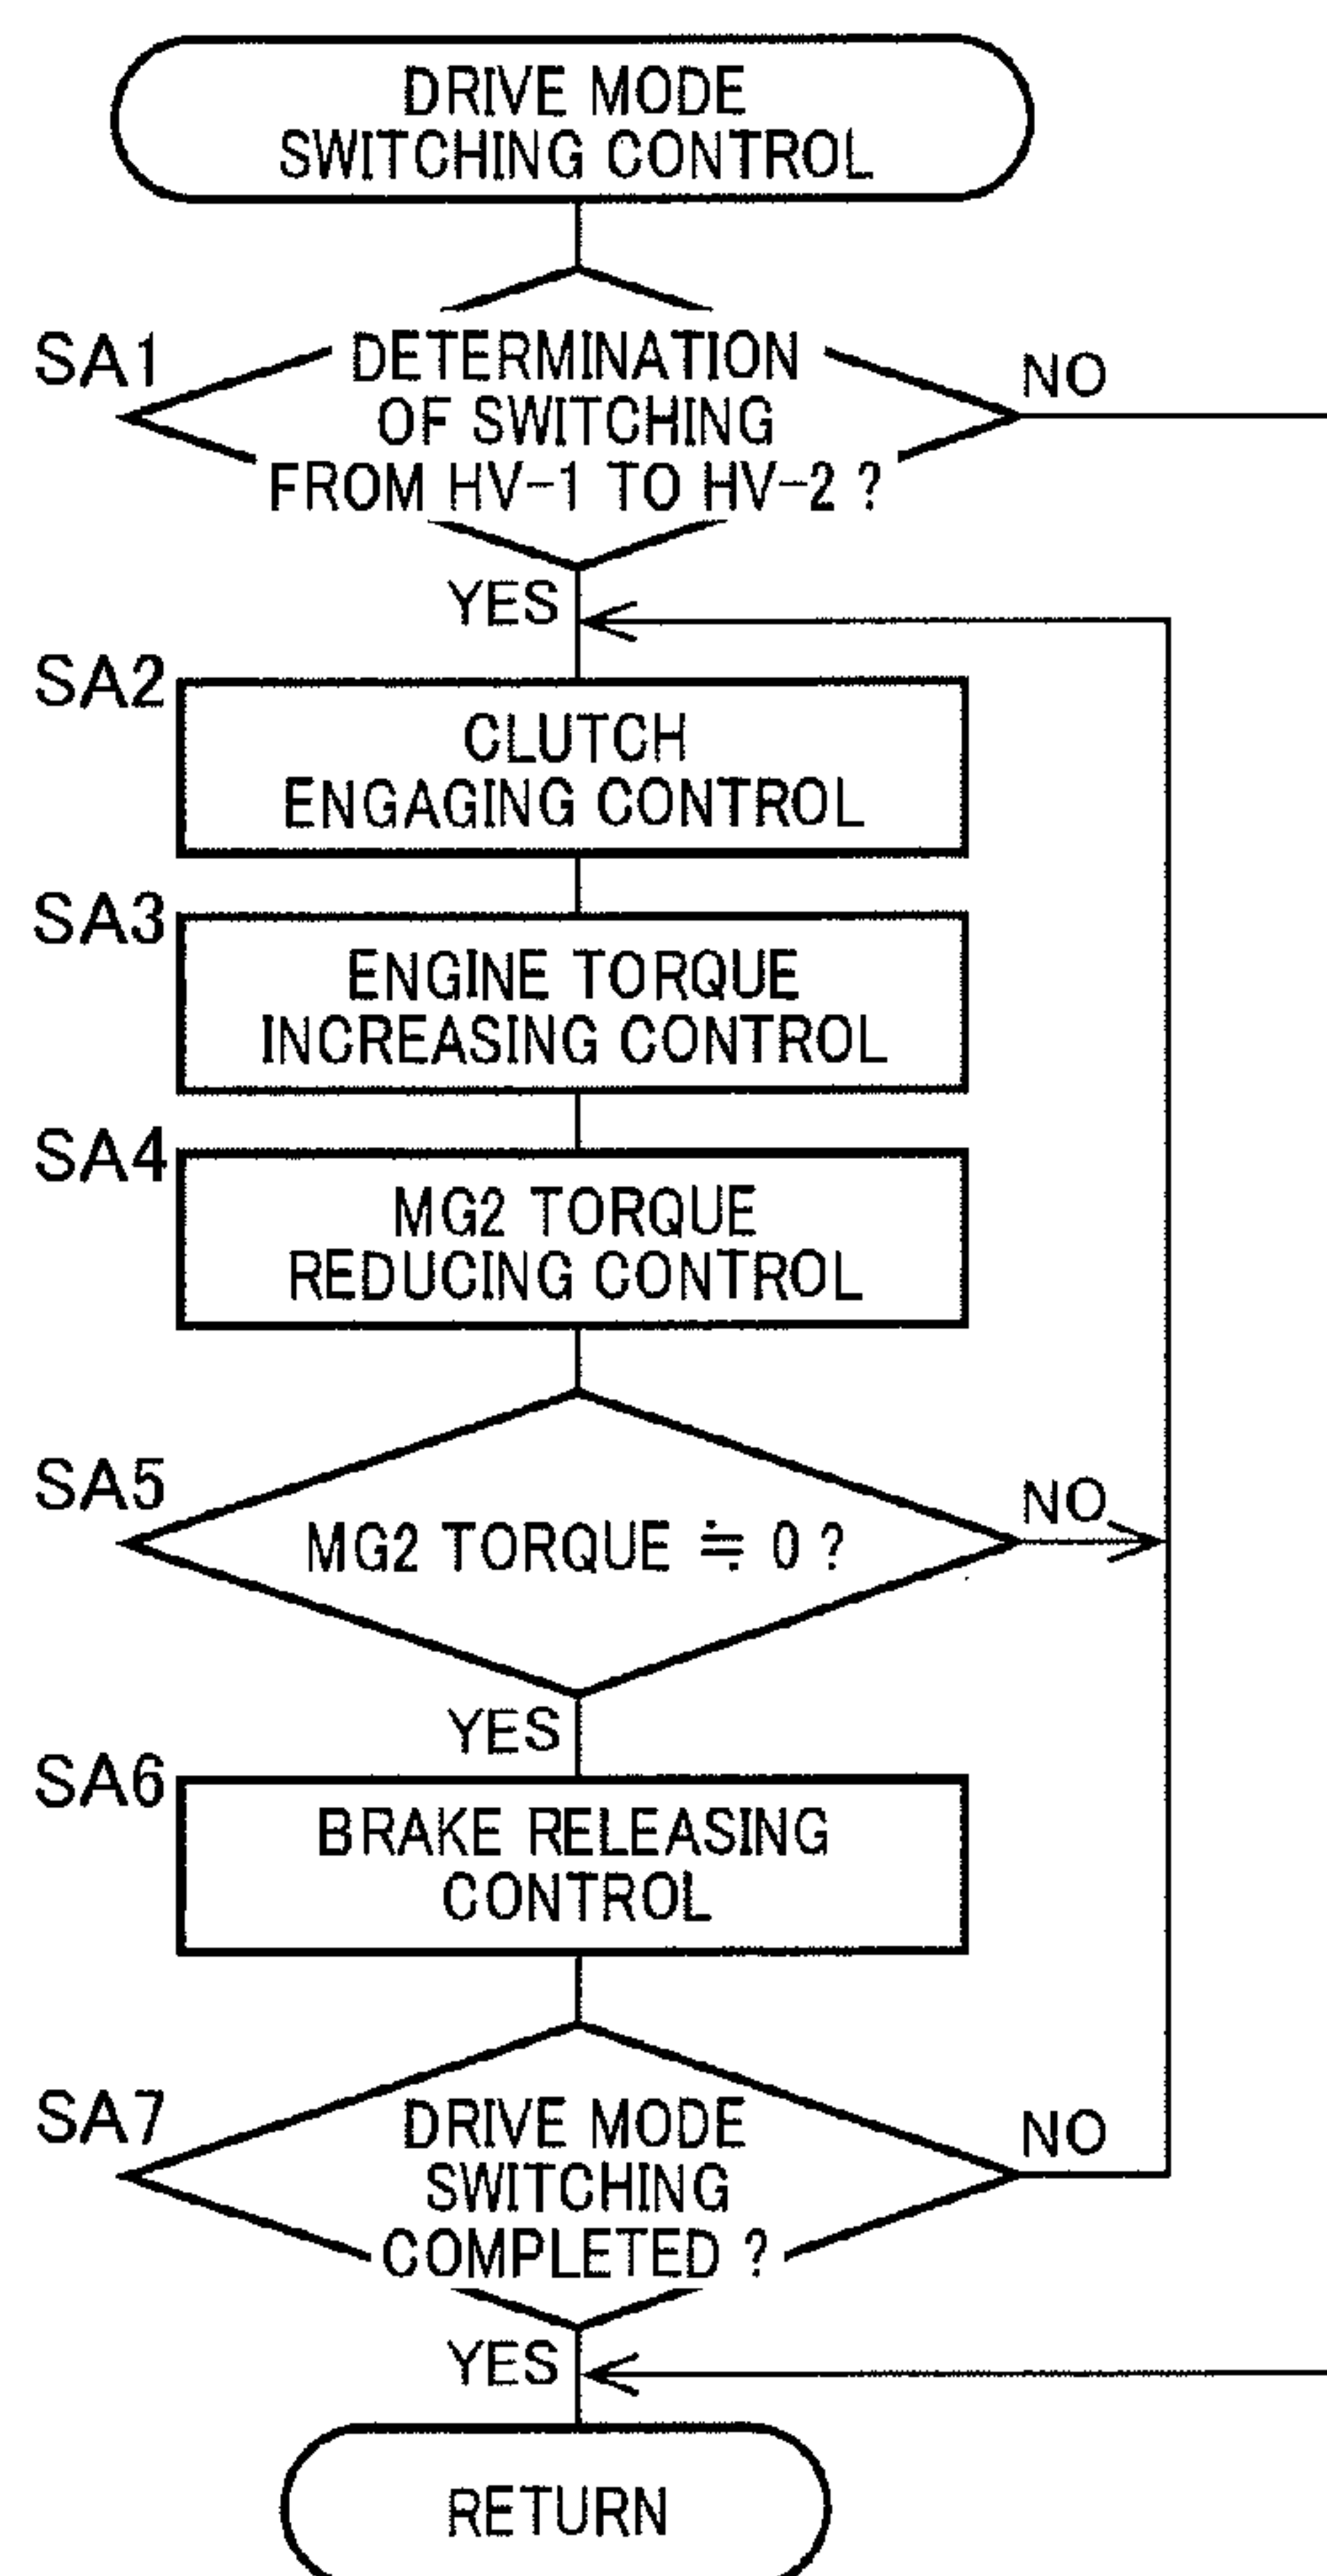 DRIVE MODE
SWITCHING CONTROL
SA1
DETERMINATION
OF SWITCHING
FROM HV-1 TO HV-2 ?
NO
YES
SA2
CLUTCH
ENGAGING CONTROL
SA3
ENGINE TORQUE
INCREASING CONTROL
SA4
MG2 TORQUE
REDUCING CONTROL
SA5
MG2 TORQUE ≒ 0 ?
NO
YES
SA6
BRAKE RELEASING
CONTROL
SA7
DRIVE MODE
SWITCHING
COMPLETED ?
NO
YES
RETURN